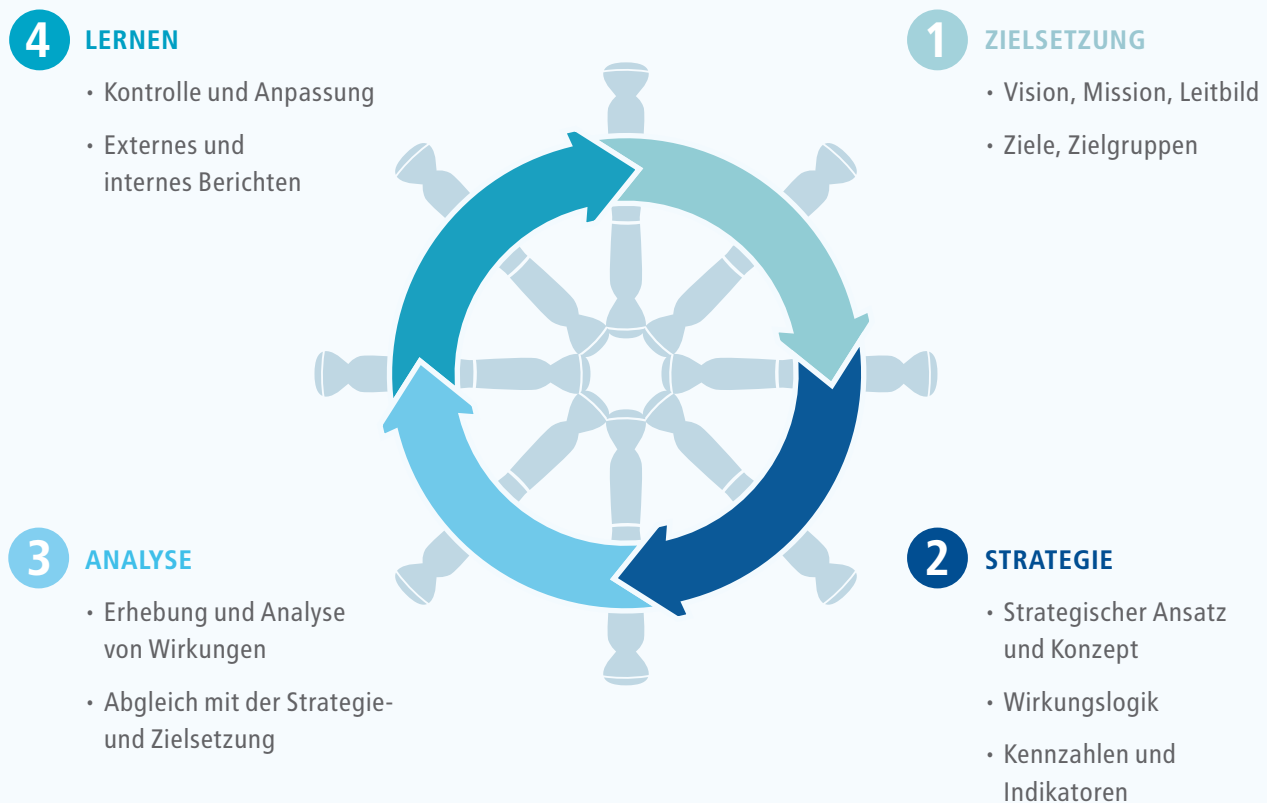 4 LERNEN
· Kontrolle und Anpassung
· Externes und
internes Berichten
1 ZIELSETZUNG
· Vision, Mission, Leitbild
· Ziele, Zielgruppen
3 ANALYSE
· Erhebung und Analyse
von Wirkungen
· Abgleich mit der Strategie-
und Zielsetzung
2 STRATEGIE
· Strategischer Ansatz
und Konzept
· Wirkungslogik
· Kennzahlen und
Indikatoren